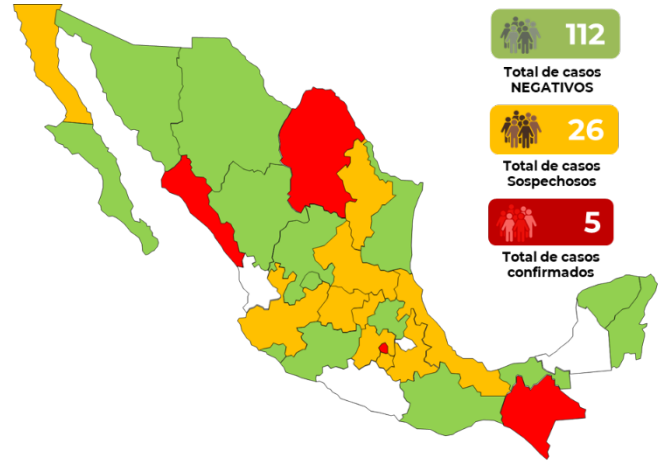 112
Total de casos
NEGATIVOS
26
Total de casos
Sospechosos
5
Total de casos
confirmados